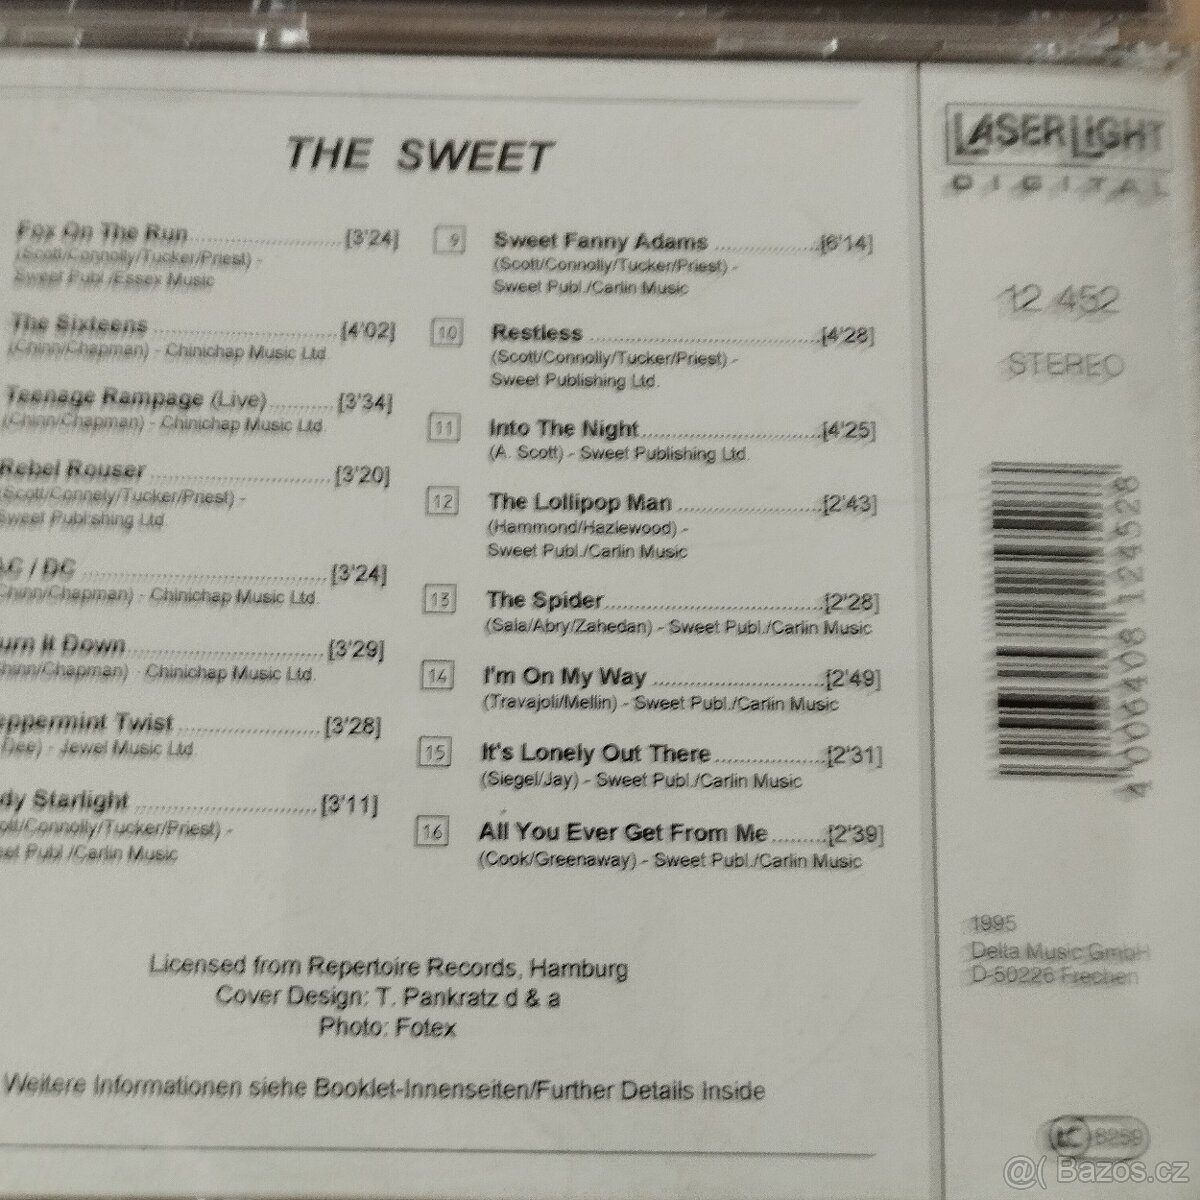 THE SWEET
Fox On The Run [3'24]
(Scott/Connolly/Tucker/Priest) -
Sweet Publ./Essex Music
The Sixteens [4'02]
(Chinn/Chapman) - Chinichap Music Ltd.
Teenage Rampage (Live) [3'34]
(Chinn/Chapman) - Chinichap Music Ltd.
Rebel Rouser [3'20]
(Scott/Connely/Tucker/Priest) -
Sweet Publishing Ltd.
AC / DC [3'24]
Chinn/Chapman) - Chinichap Music Ltd.
urn It Down [3'29]
hinn/Chapman) - Chinichap Music Ltd.
eppermint Twist [3'28]
Dee) - Jewel Music Ltd.
dy Starlight [3'11]
ott/Connolly/Tucker/Priest) -
eet Publ./Carlin Music
9 Sweet Fanny Adams [6'14]
(Scott/Connolly/Tucker/Priest) -
Sweet Publ./Carlin Music
10 Restless [4'28]
(Scott/Connolly/Tucker/Priest) -
Sweet Publishing Ltd.
11 Into The Night [4'25]
(A. Scott) - Sweet Publishing Ltd.
12 The Lollipop Man [2'43]
(Hammond/Hazlewood) -
Sweet Publ./Carlin Music
13 The Spider [2'28]
(Sala/Abry/Zahedan) - Sweet Publ./Carlin Music
14 I'm On My Way [2'49]
(Travajoli/Mellin) - Sweet Publ./Carlin Music
15 It's Lonely Out There [2'31]
(Siegel/Jay) - Sweet Publ./Carlin Music
16 All You Ever Get From Me [2'39]
(Cook/Greenaway) - Sweet Publ./Carlin Music
Licensed from Repertoire Records, Hamburg
Cover Design: T. Pankratz d & a
Photo: Fotex
Weitere Informationen siehe Booklet-Innenseiten/Further Details Inside
LASERLIGHT
DIGITAL
12 452
STEREO
4 006408 124528
1995
Delta Music GmbH
D-50226 Frechen
8259
@( Bazos.cz